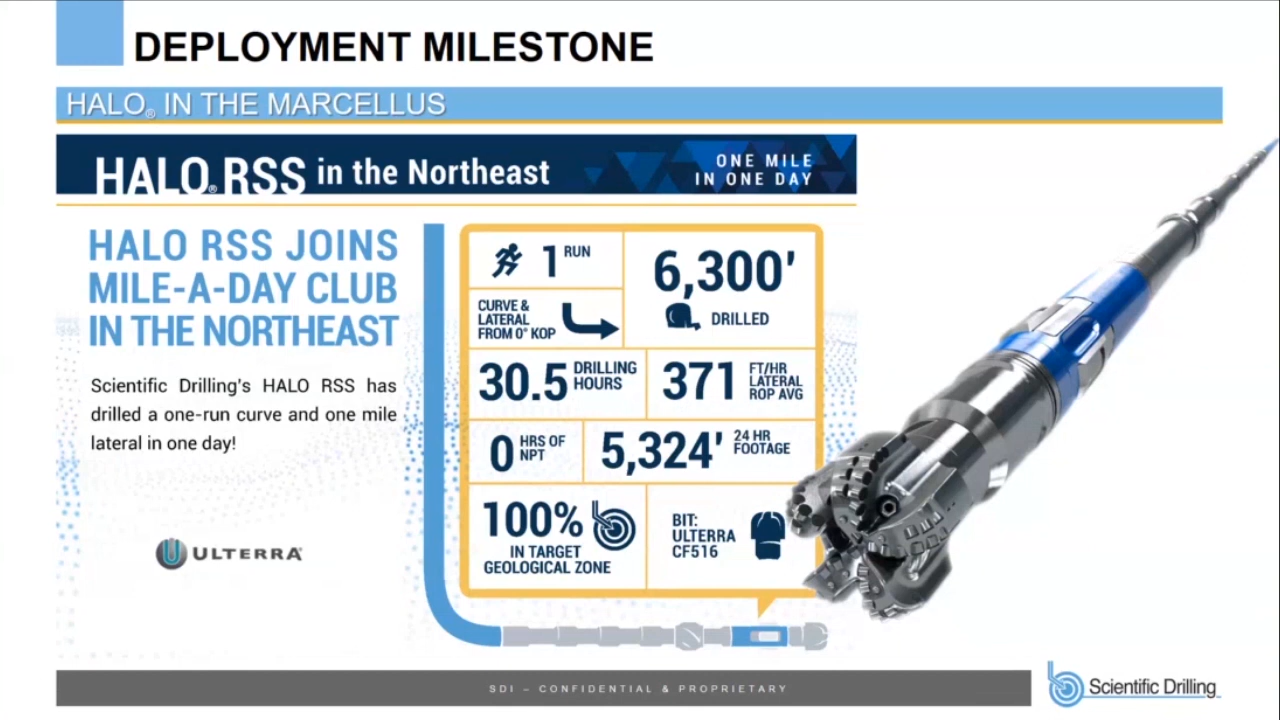 DEPLOYMENT MILESTONE
HALO® IN THE MARCELLUS
HALO® RSS in the Northeast
ONE MILE
IN ONE DAY
HALO RSS JOINS
MILE-A-DAY CLUB
IN THE NORTHEAST
Scientific Drilling's HALO RSS has
drilled a one-run curve and one mile
lateral in one day!
ULTERRA
1 RUN
CURVE &
LATERAL
FROM 0° KOP
6,300'
DRILLED
30.5 DRILLING
HOURS
371 FT/HR
LATERAL
ROP AVG
0 HRS OF
NPT
5,324' 24 HR
FOOTAGE
100%
IN TARGET
GEOLOGICAL ZONE
BIT:
ULTERRA
CF516
SDI – CONFIDENTIAL & PROPRIETARY
Scientific Drilling